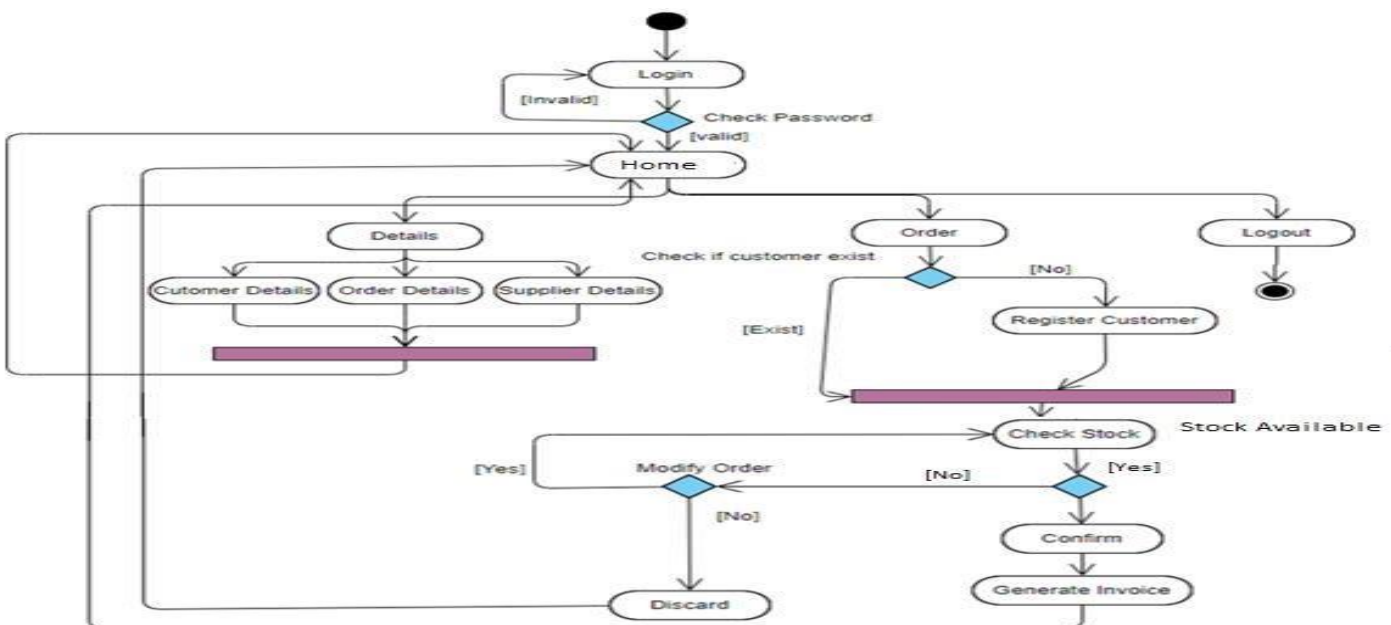 Login
[Invalid]
Check Password
[valid]
Home
Details
Order
Logout
Check if customer exist
[No]
Cutomer Details
Order Details
Supplier Details
[Exist]
Register Customer
Check Stock
Stock Available
[Yes]
Modify Order
[No]
[Yes]
[No]
Confirm
Generate Invoice
Discard